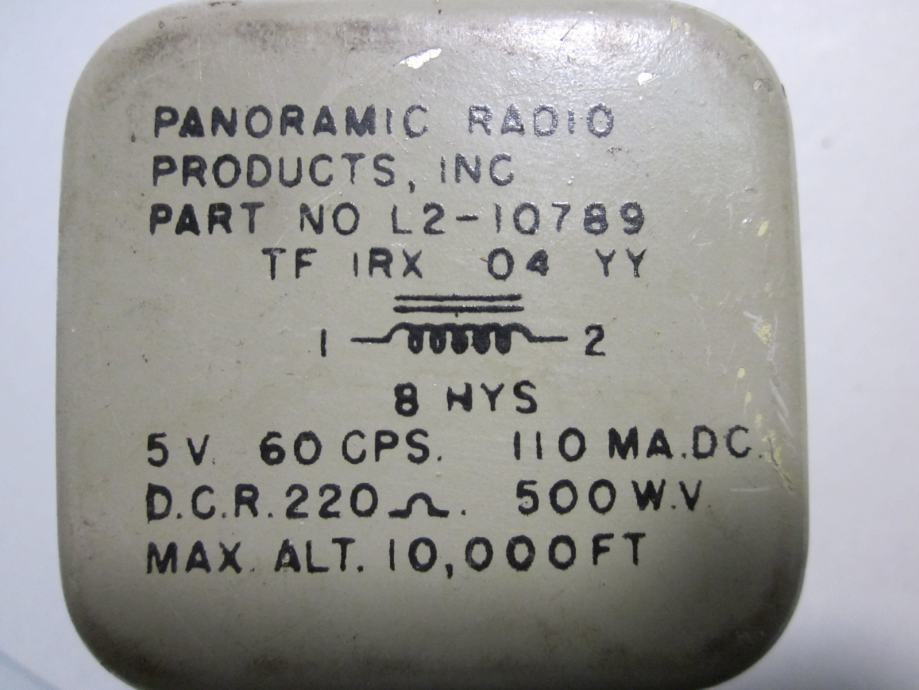 PANORAMIC RADIO
PRODUCTS, INC
PART NO L2-10789
TF 1RX 04 YY
1 2
8 HYS
5 V. 60 CPS. 110 MA.DC.
D.C.R. 220 Ω. 500 W.V.
MAX. ALT. 10,000 FT